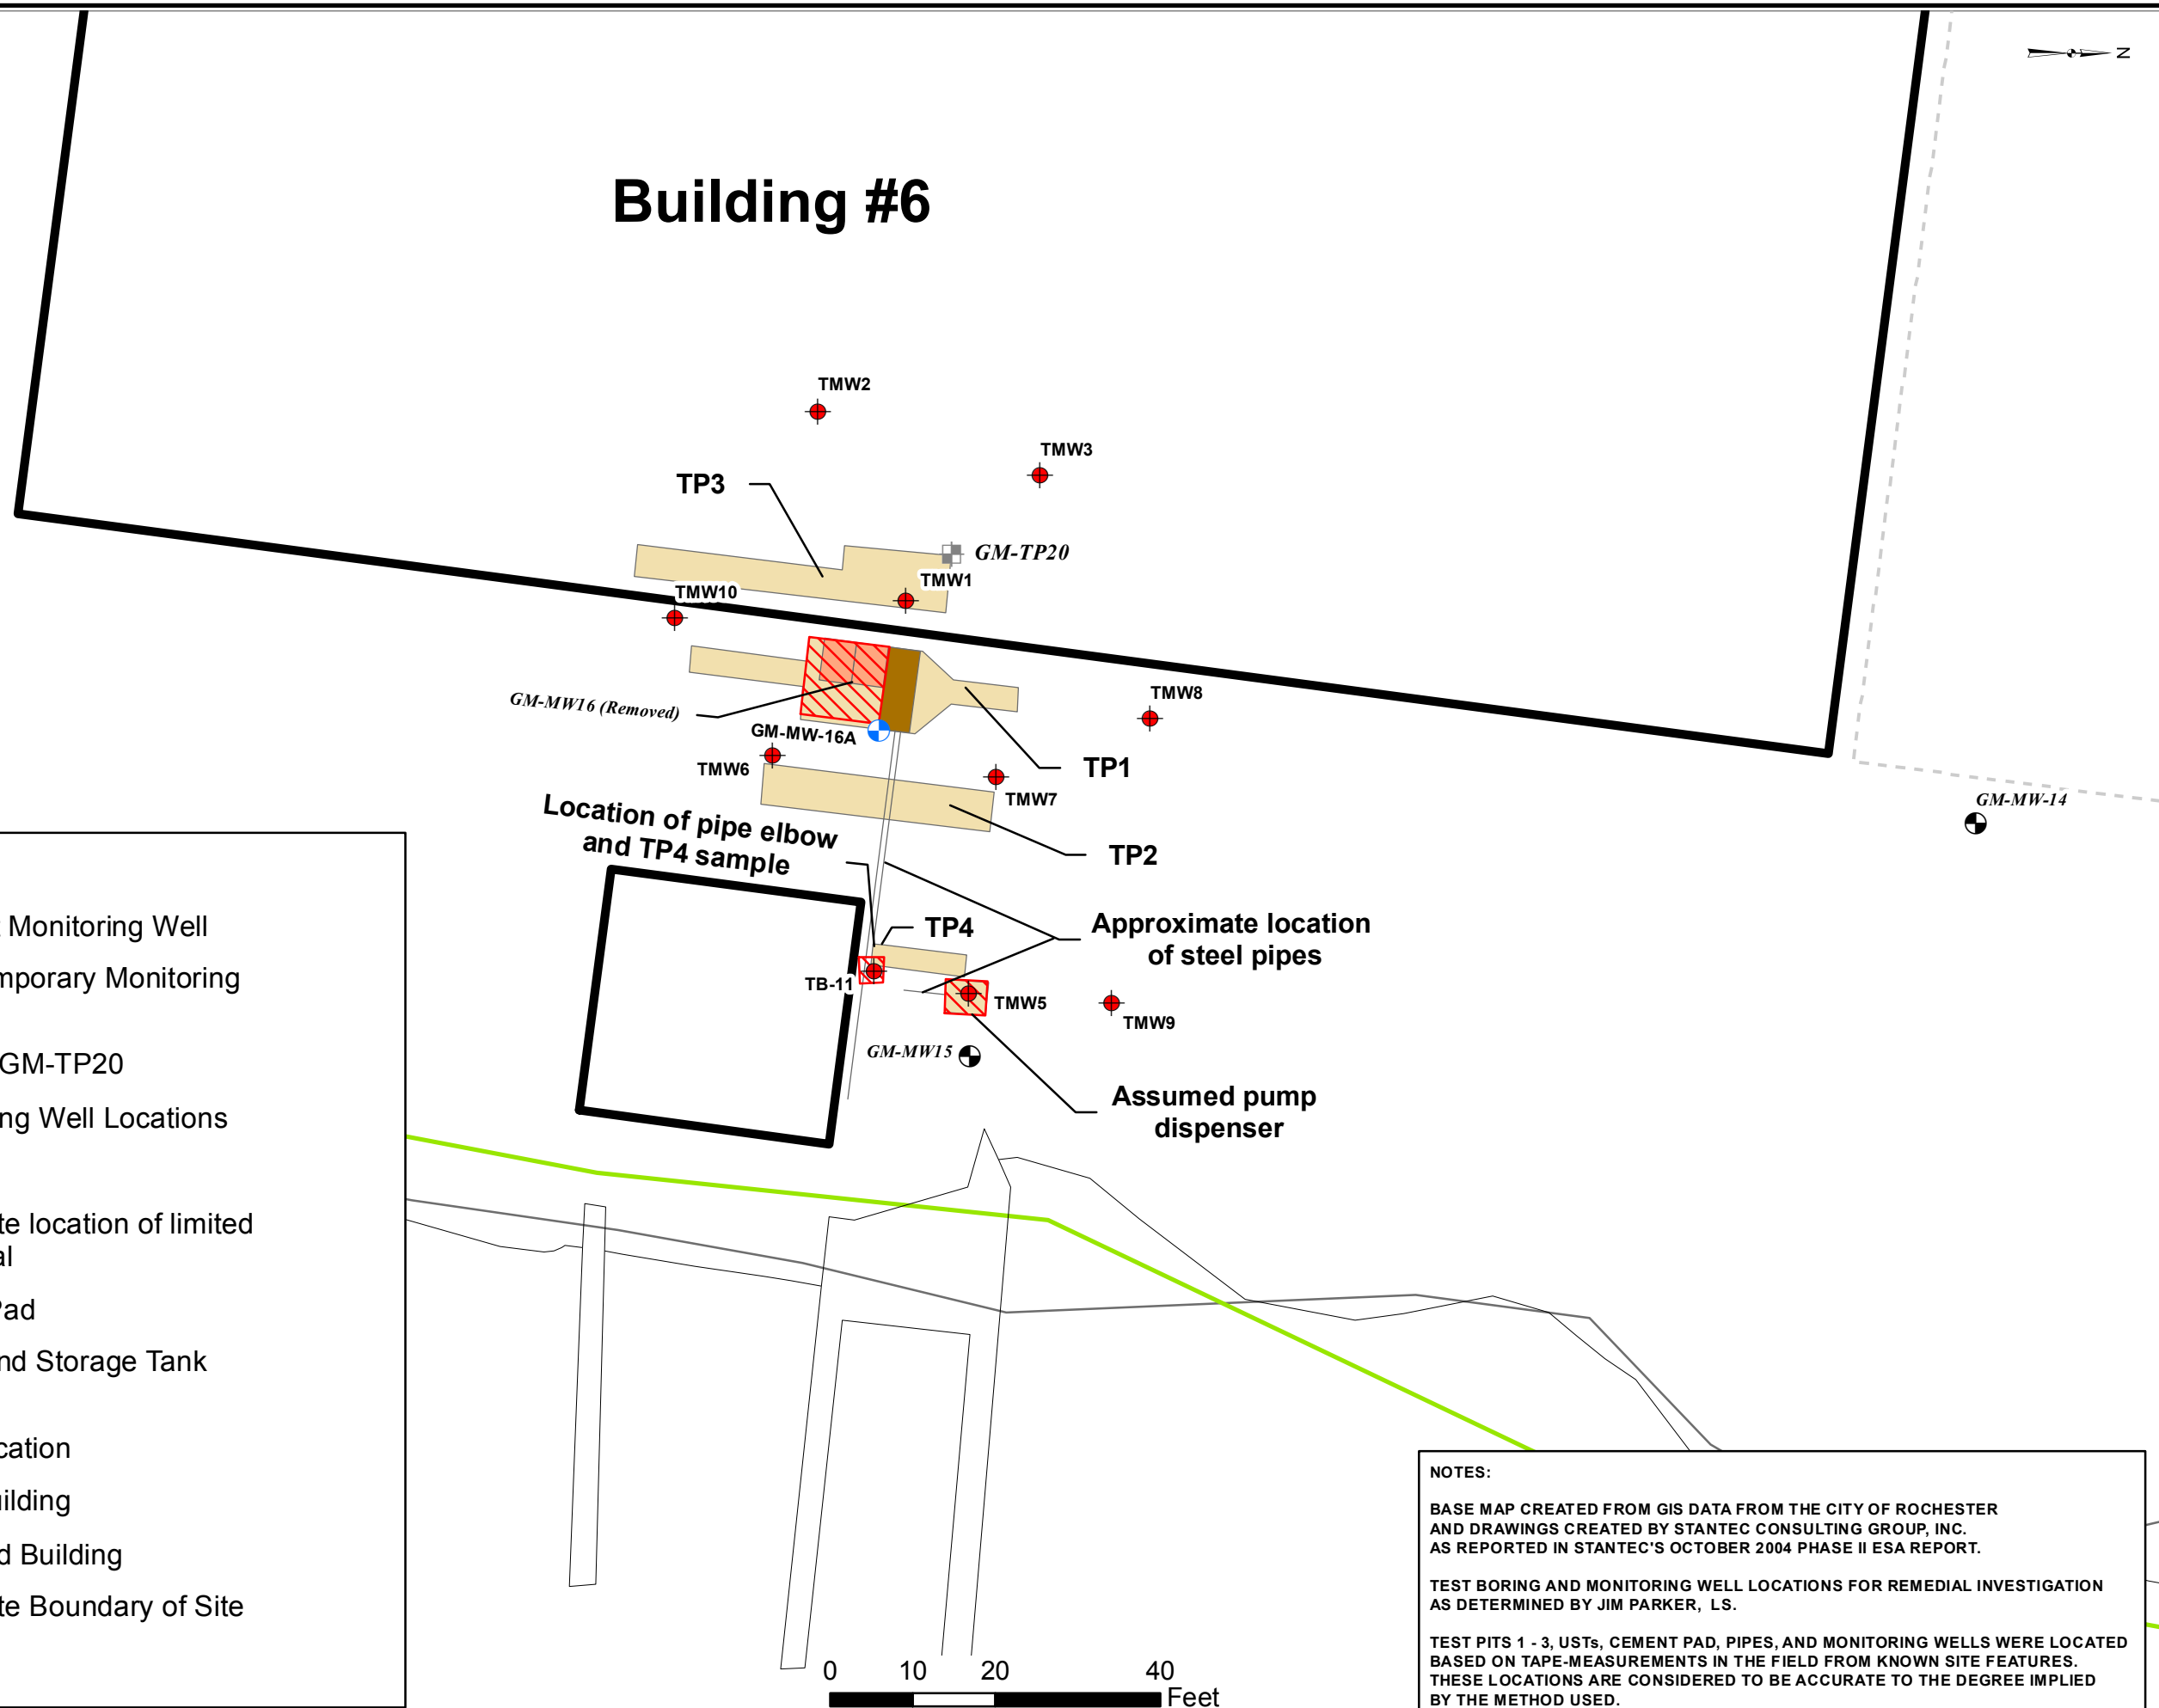 N
Building #6
TMW2
TMW3
TP3
GM-TP20
TMW1
TMW10
GM-MW16 (Removed)
TMW8
GM-MW-16A
TP1
TMW6
TMW7
GM-MW-14
Location of pipe elbow
and TP4 sample
TP2
Approximate location
of steel pipes
TP4
TB-11
TMW5
TMW9
GM-MW15
Assumed pump
dispenser
Monitoring Well
mporary Monitoring
GM-TP20
ng Well Locations
te location of limited
al
Pad
nd Storage Tank
cation
uilding
d Building
te Boundary of Site
0 10 20 40
Feet
NOTES:
BASE MAP CREATED FROM GIS DATA FROM THE CITY OF ROCHESTER
AND DRAWINGS CREATED BY STANTEC CONSULTING GROUP, INC.
AS REPORTED IN STANTEC'S OCTOBER 2004 PHASE II ESA REPORT.
TEST BORING AND MONITORING WELL LOCATIONS FOR REMEDIAL INVESTIGATION
AS DETERMINED BY JIM PARKER, LS.
TEST PITS 1 - 3, USTs, CEMENT PAD, PIPES, AND MONITORING WELLS WERE LOCATED
BASED ON TAPE-MEASUREMENTS IN THE FIELD FROM KNOWN SITE FEATURES.
THESE LOCATIONS ARE CONSIDERED TO BE ACCURATE TO THE DEGREE IMPLIED
BY THE METHOD USED.